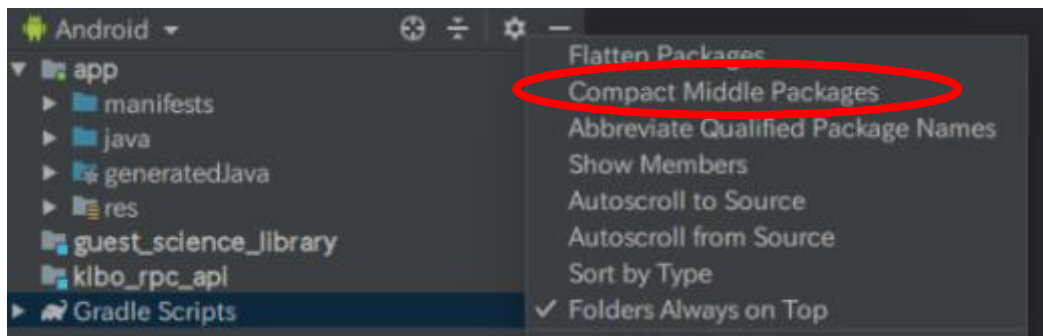 Android
app
manifests
java
generatedJava
res
guest_science_library
kibo_rpc_api
Gradle Scripts
Flatten Packages
Compact Middle Packages
Abbreviate Qualified Package Names
Show Members
Autoscroll to Source
Autoscroll from Source
Sort by Type
Folders Always on Top